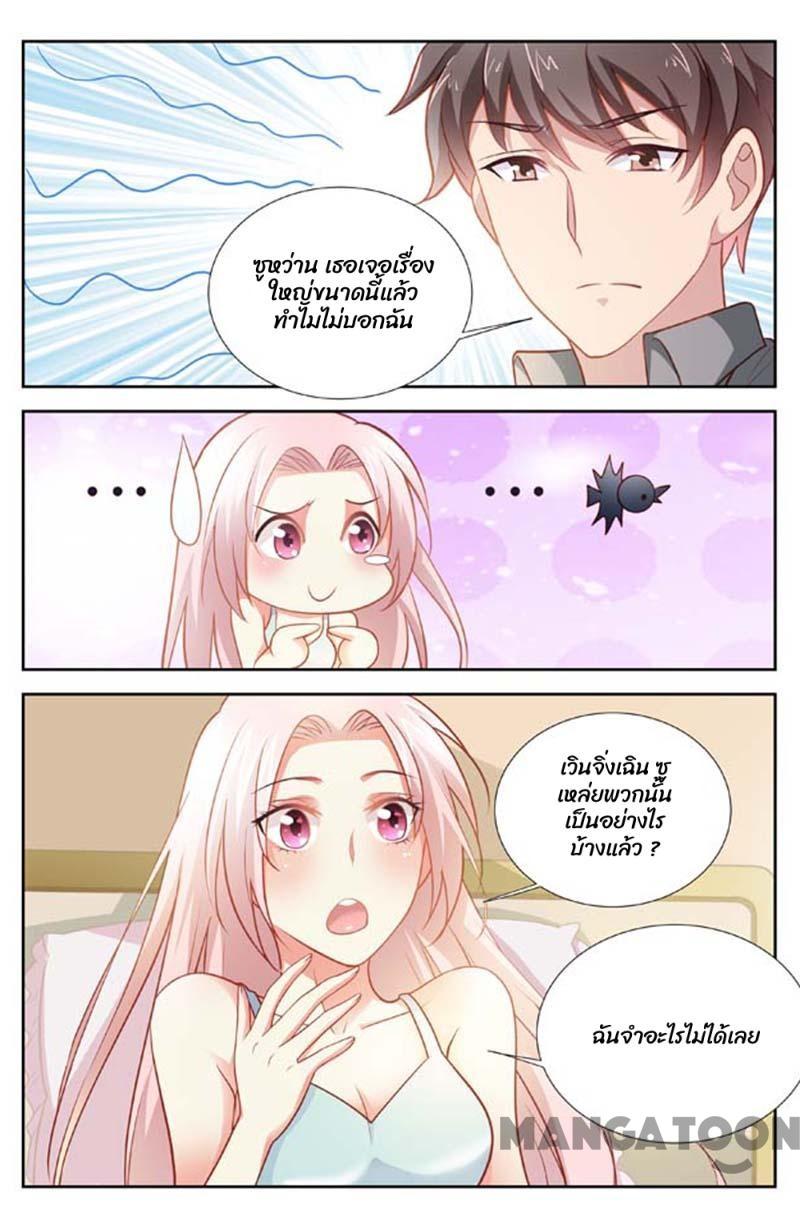 ซูหว่าน เธอเจอเรื่อง
ใหญ่ขนาดนี้แล้ว
ทำไมไม่บอกฉัน
...
...
เวินจิ่งเฉิน ซู
เหล่ยพวกนั้น
เป็นอย่างไร
บ้างแล้ว ?
ฉันจำอะไรไม่ได้เลย
MANGATOON